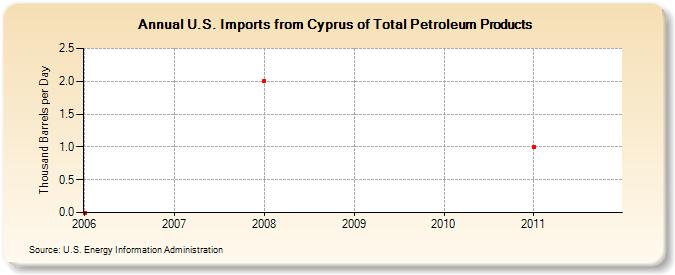 Annual U.S. Imports from Cyprus of Total Petroleum Products
Thousand Barrels per Day
2.5
2.0
1.5
1.0
0.5
0.0
2006 2007 2008 2009 2010 2011
Source: U.S. Energy Information Administration